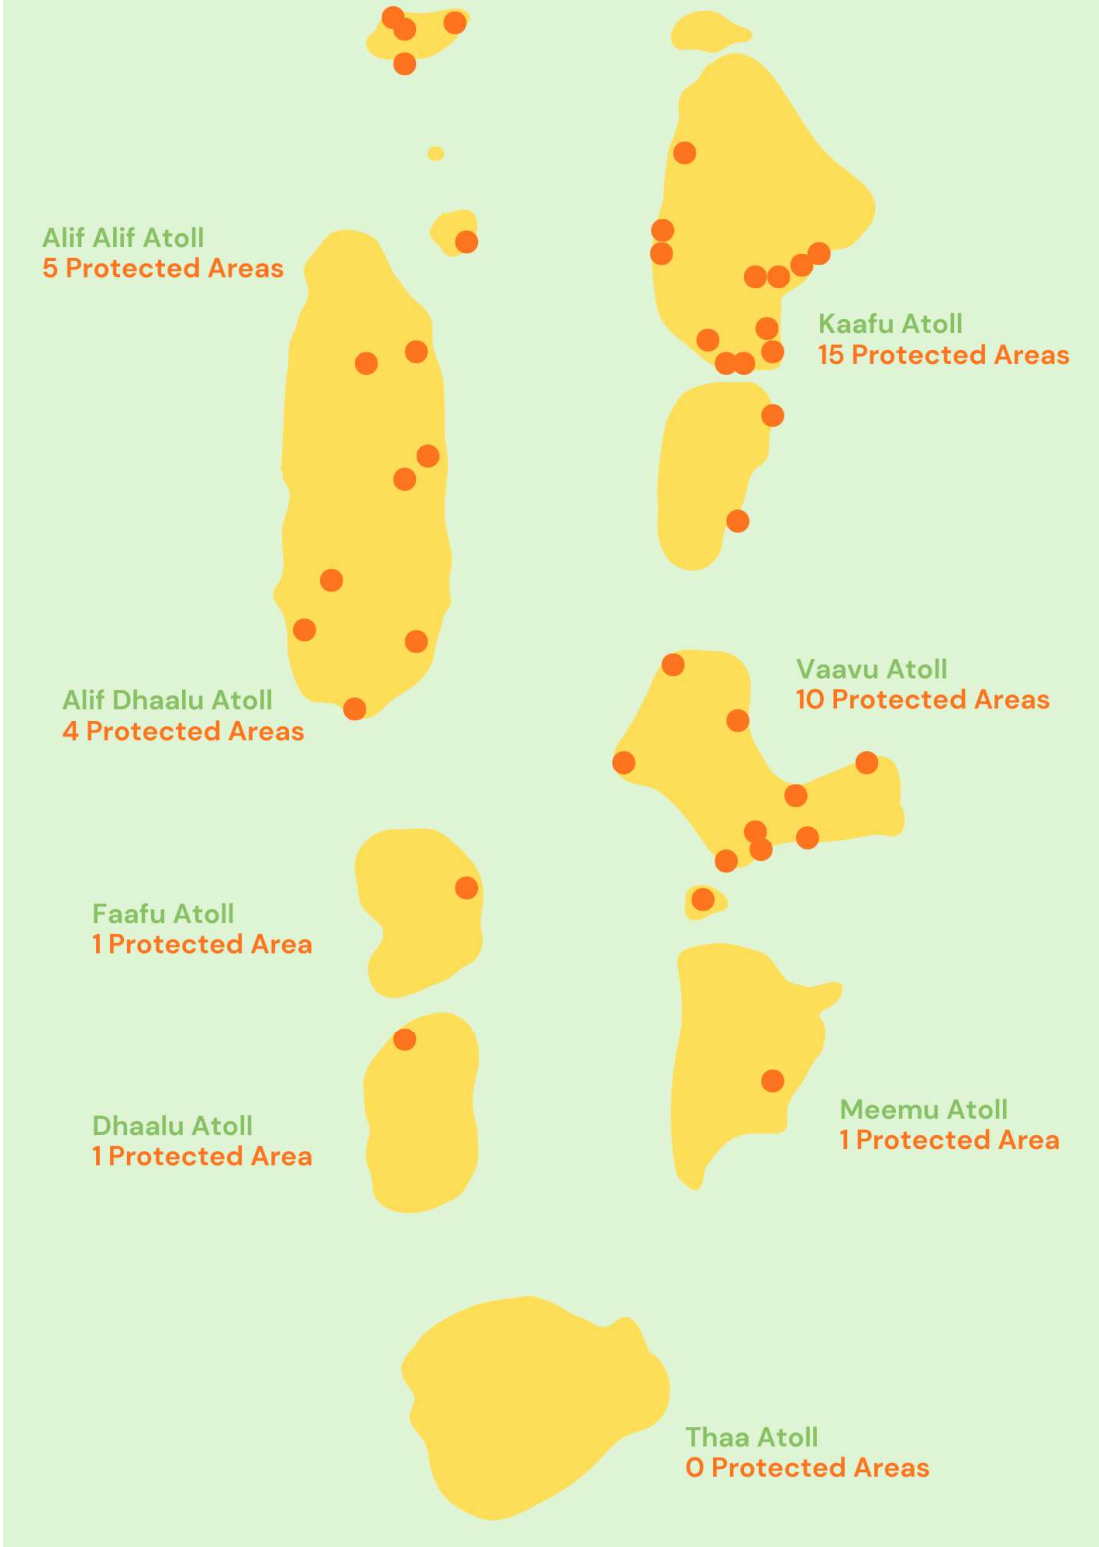 Alif Alif Atoll
5 Protected Areas
Kaafu Atoll
15 Protected Areas
Vaavu Atoll
10 Protected Areas
Alif Dhaalu Atoll
4 Protected Areas
Faafu Atoll
1 Protected Area
Dhaalu Atoll
1 Protected Area
Meemu Atoll
1 Protected Area
Thaa Atoll
0 Protected Areas